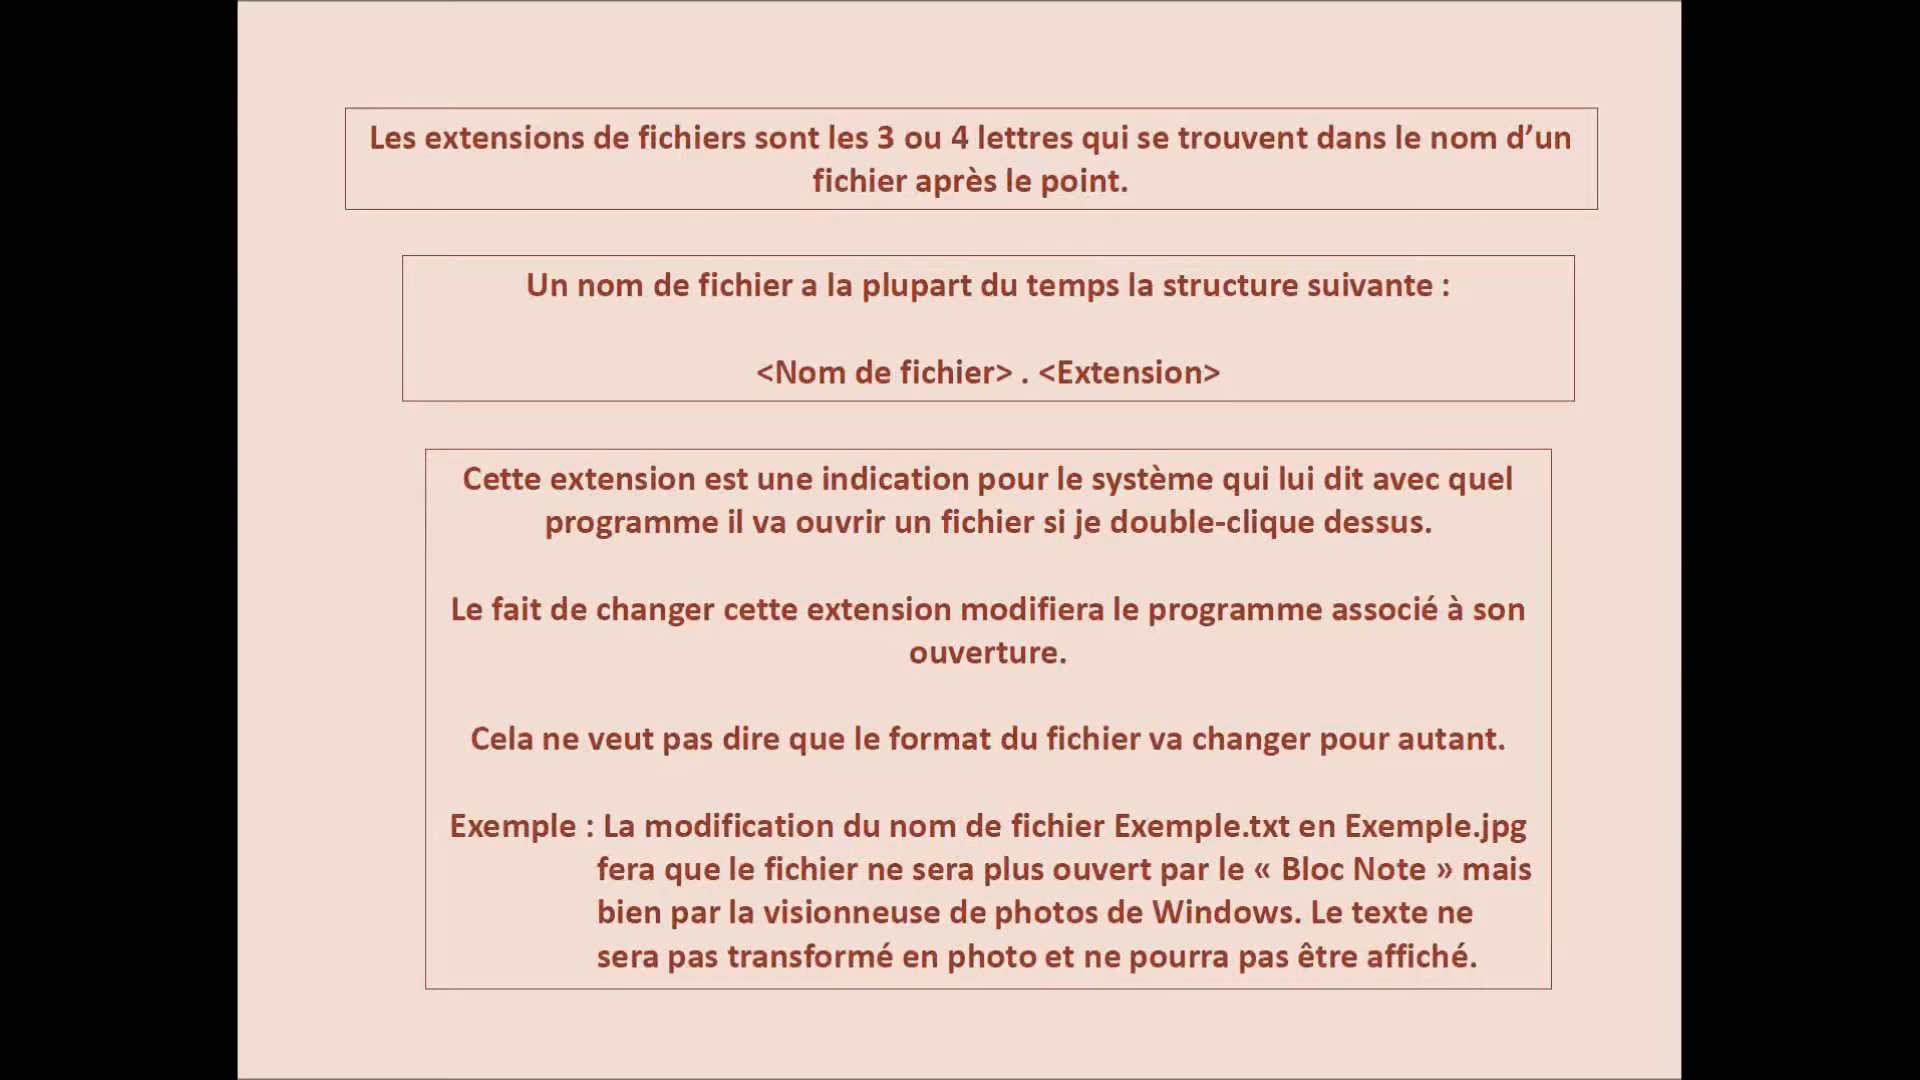 Les extensions de fichiers sont les 3 ou 4 lettres qui se trouvent dans le nom d’un
fichier après le point.
Un nom de fichier a la plupart du temps la structure suivante :
<Nom de fichier> . <Extension>
Cette extension est une indication pour le système qui lui dit avec quel
programme il va ouvrir un fichier si je double-clique dessus.
Le fait de changer cette extension modifiera le programme associé à son
ouverture.
Cela ne veut pas dire que le format du fichier va changer pour autant.
Exemple : La modification du nom de fichier Exemple.txt en Exemple.jpg
fera que le fichier ne sera plus ouvert par le « Bloc Note » mais
bien par la visionneuse de photos de Windows. Le texte ne
sera pas transformé en photo et ne pourra pas être affiché.